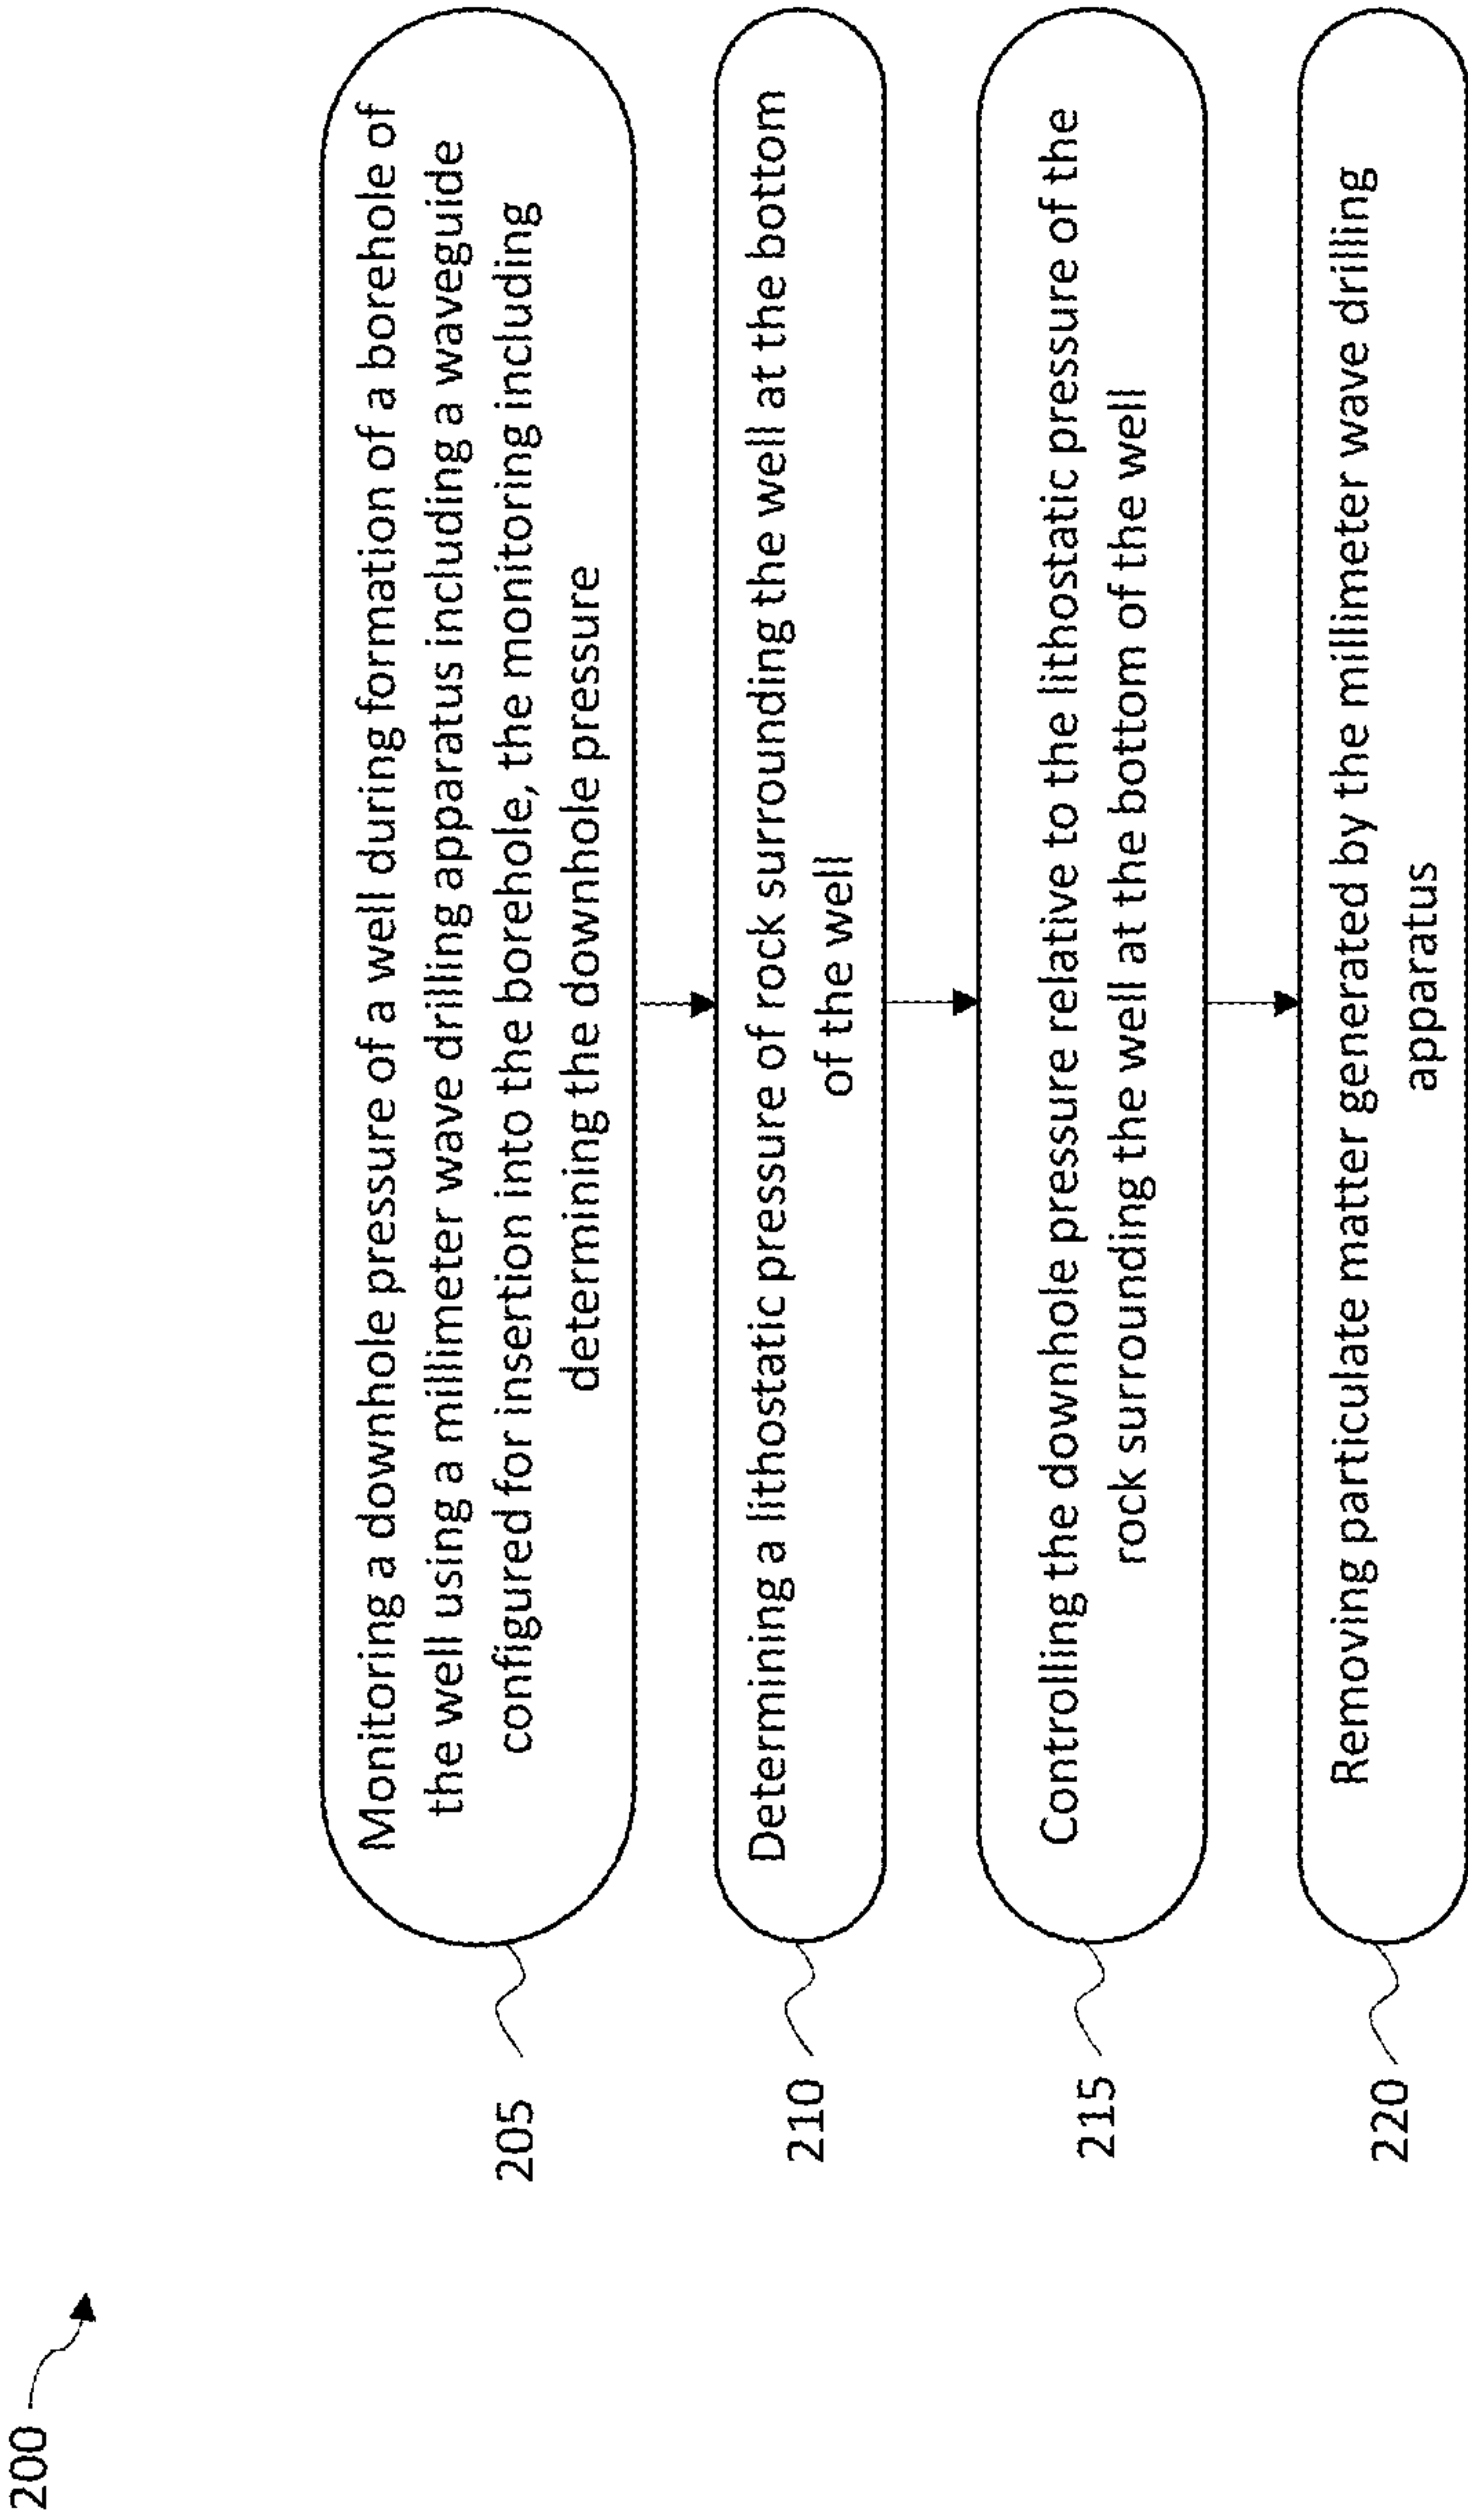 200
205
Monitoring a downhole pressure of a well during formation of a borehole of
the well using a millimeter wave drilling apparatus including a waveguide
configured for insertion into the borehole, the monitoring including
determining the downhole pressure
210
Determining a lithostatic pressure of rock surrounding the well at the bottom
of the well
215
Controlling the downhole pressure relative to the lithostatic pressure of the
rock surrounding the well at the bottom of the well
220
Removing particulate matter generated by the millimeter wave drilling
apparatus